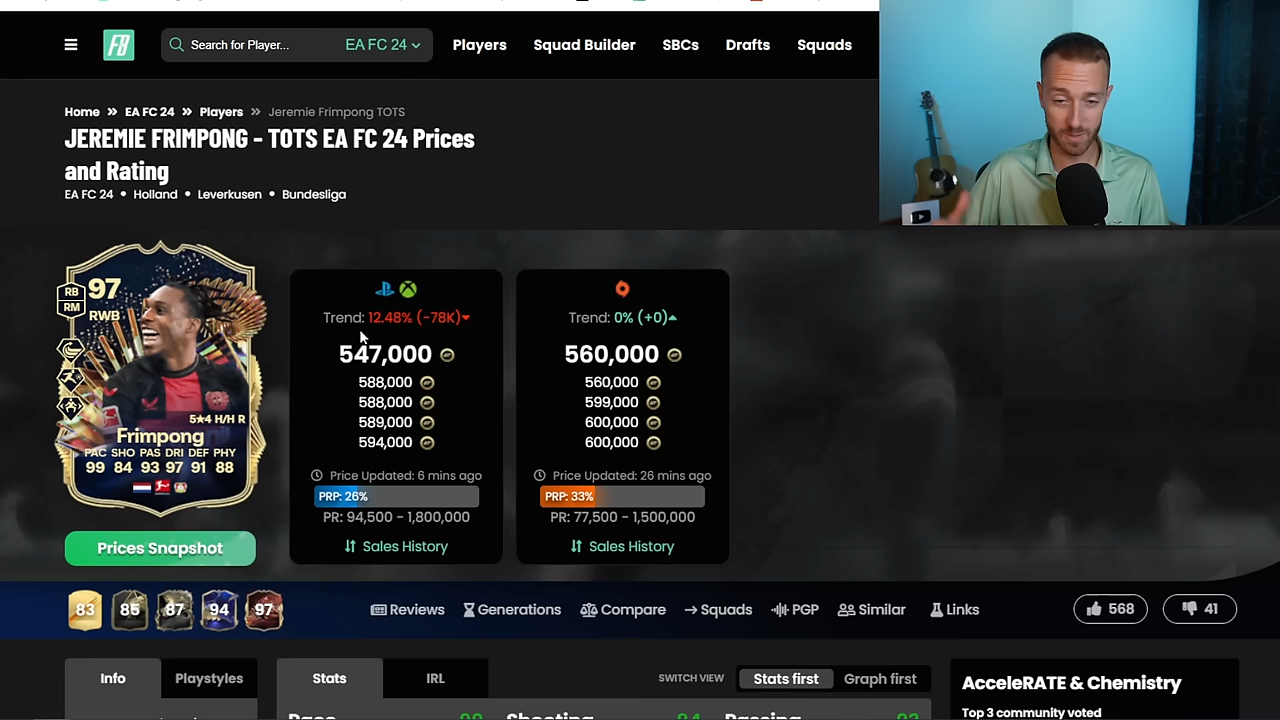 FB
Search for Player...
EA FC 24
Players
Squad Builder
SBCs
Drafts
Squads
Home » EA FC 24 » Players » Jeremie Frimpong TOTS
JEREMIE FRIMPONG - TOTS EA FC 24 Prices
and Rating
EA FC 24 • Holland • Leverkusen • Bundesliga
97
RWB
RB
RM
5★4 H/H R
Frimpong
PAC SHO PAS DRI DEF PHY
99 84 93 97 91 88
Prices Snapshot
Trend: 12.48% (-78K)
547,000
588,000
588,000
589,000
594,000
Price Updated: 6 mins ago
PRP: 26%
PR: 94,500 - 1,800,000
Sales History
Trend: 0% (+0)
560,000
560,000
599,000
600,000
600,000
Price Updated: 26 mins ago
PRP: 33%
PR: 77,500 - 1,500,000
Sales History
83 85 87 94 97
Reviews
Generations
Compare
Squads
PGP
Similar
Links
568
41
Info
Playstyles
Stats
IRL
SWITCH VIEW
Stats first
Graph first
AcceleRATE & Chemistry
Top 3 community voted
Pace 99
Shooting 84
Passing 93